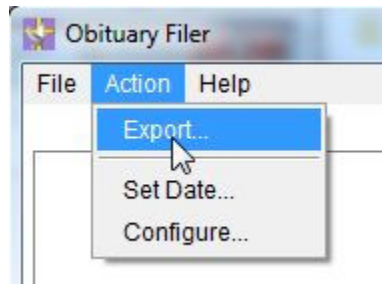 Obituary Filer
File Action Help
Export...
Set Date...
Configure...